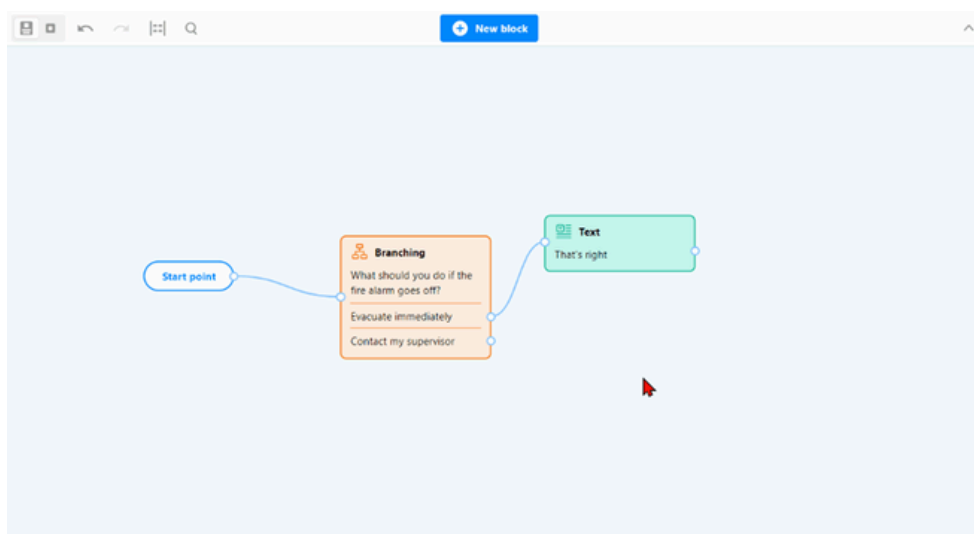 New block
Start point
Branching
What should you do if the
fire alarm goes off?
Evacuate immediately
Contact my supervisor
Text
That's right